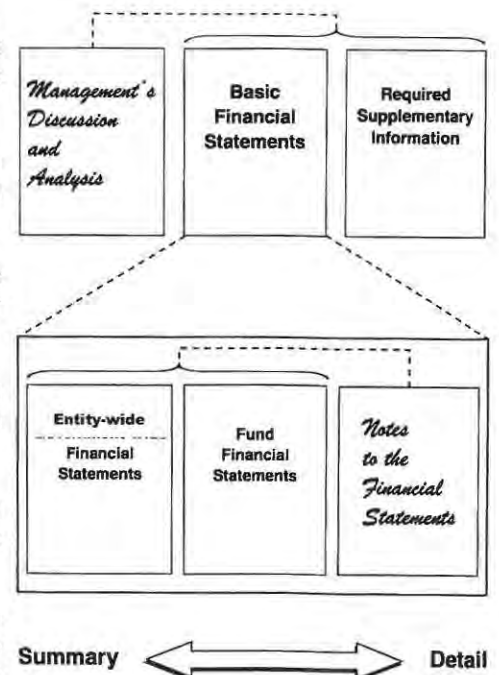 Management's
Discussion
and
Analysis
Basic
Financial
Statements
Required
Supplementary
Information
Entity-wide
Financial
Statements
Fund
Financial
Statements
Notes
to the
Financial
Statements
Summary
Detail